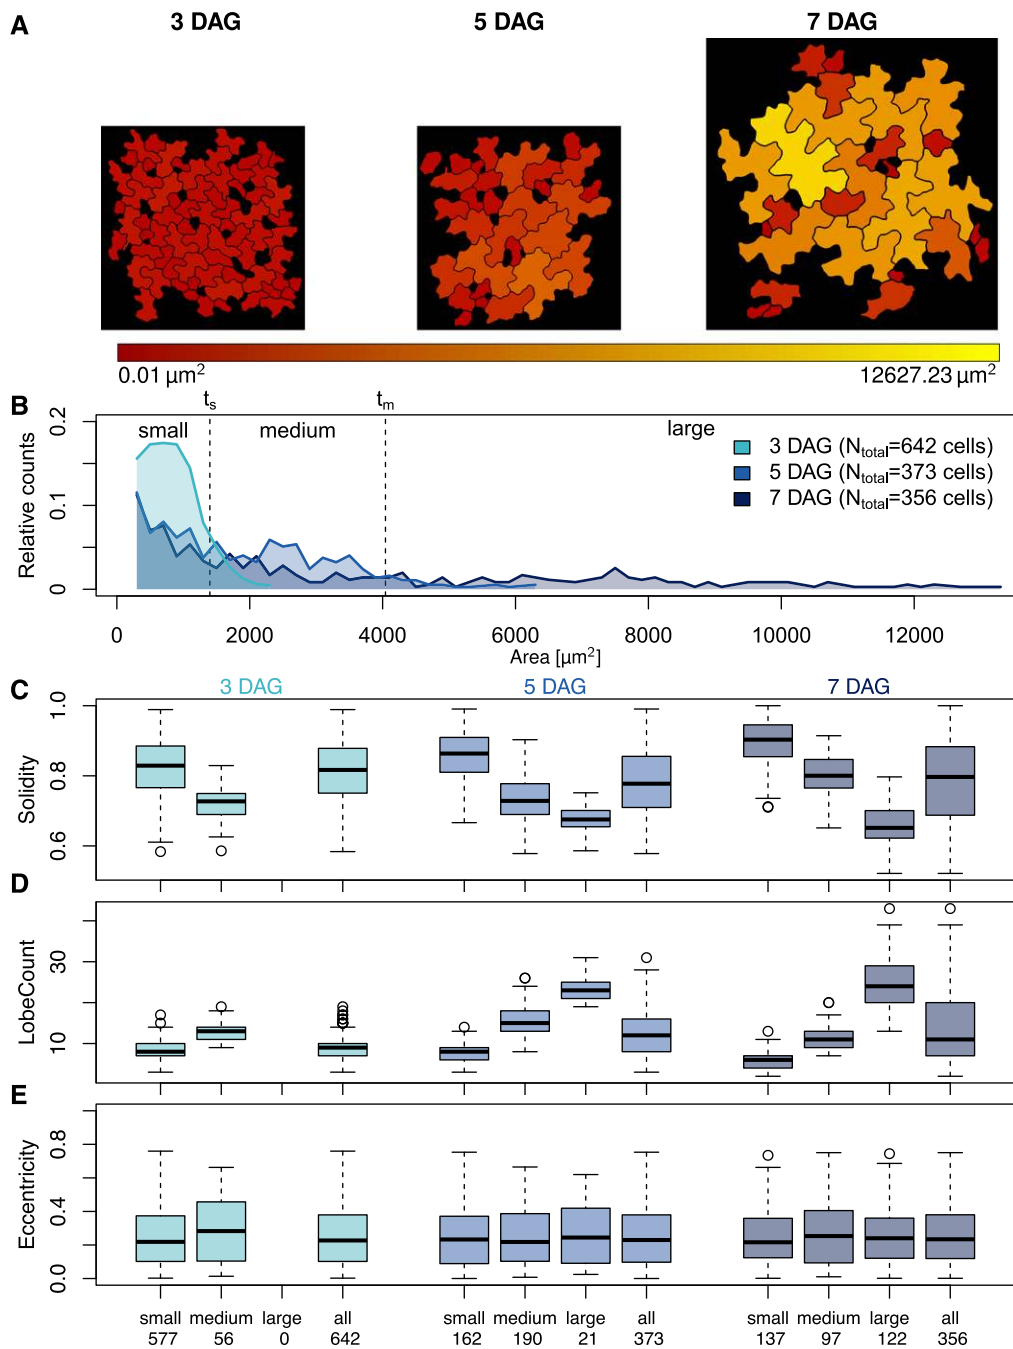 A 3 DAG 5 DAG 7 DAG
0.01 μm² 12627.23 μm²
B tₛ tₘ
small medium large
Relative counts
0 0.1 0.2
3 DAG (Ntotal=642 cells)
5 DAG (Ntotal=373 cells)
7 DAG (Ntotal=356 cells)
0 2000 4000 6000 8000 10000 12000
Area [μm²]
C 3 DAG 5 DAG 7 DAG
Solidity
0.6 0.8 1.0
D
LobeCount
10 30
E
Eccentricity
0.0 0.4 0.8
small medium large all small medium large all small medium large all
577 56 0 642 162 190 21 373 137 97 122 356